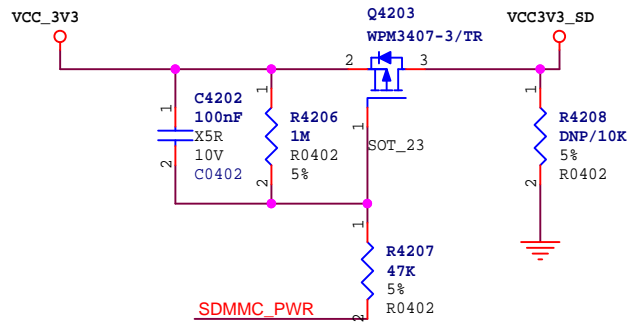 Q4203
VCC_3V3
VCC3V3_SD
WPM3407-3/TR
2
3
1
C4202
100nF
X5R
10V
C0402
2
1
R4206
1M
R0402
5%
2
1
SOT_23
1
R4208
DNP/10K
5%
R0402
2
1
R4207
47K
5%
R0402
2
SDMMC_PWR